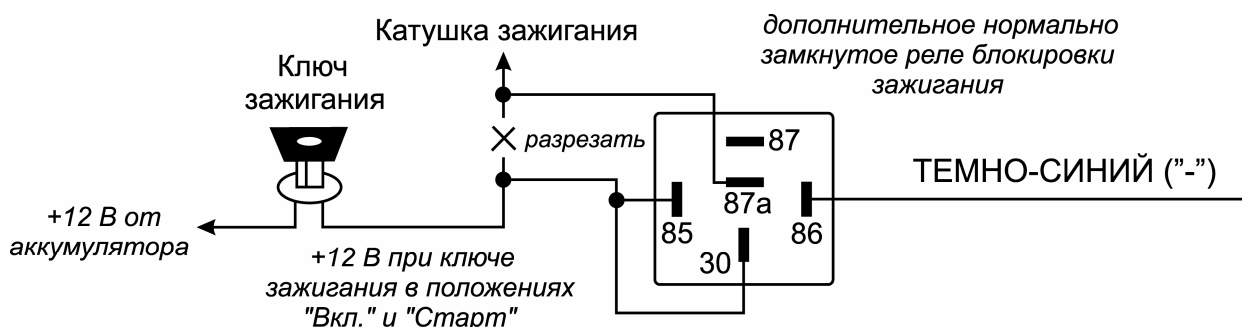 Катушка зажигания
дополнительное нормально
замкнутое реле блокировки
зажигания
Ключ
зажигания
разрезать
87
ТЕМНО-СИНИЙ ("-")
87а
85
86
30
+12 В от
аккумулятора
+12 В при ключе
зажигания в положениях
"Вкл." и "Старт"